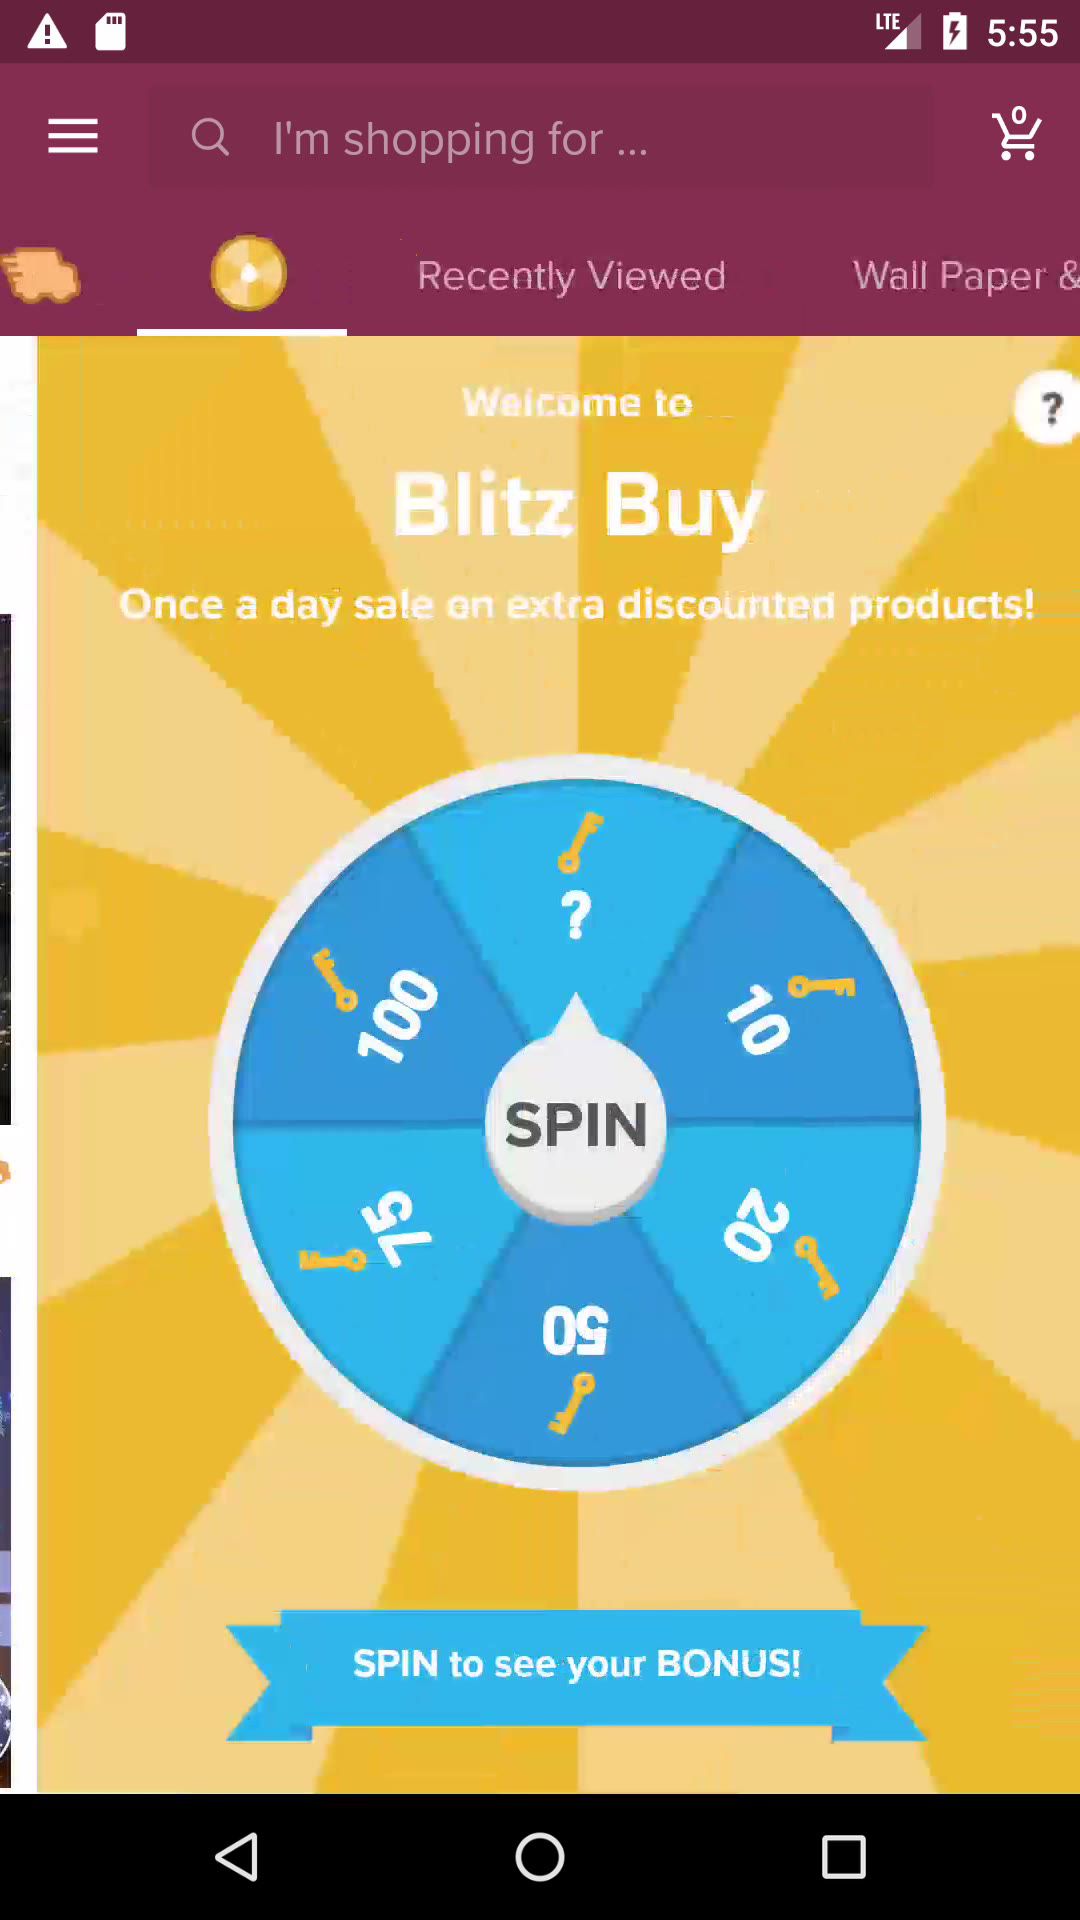 LTE
5:55
I'm shopping for ...
0
Recently Viewed
Wall Paper &
Welcome to
?
Blitz Buy
Once a day sale on extra discounted products!
?
100
10
SPIN
75
20
50
SPIN to see your BONUS!